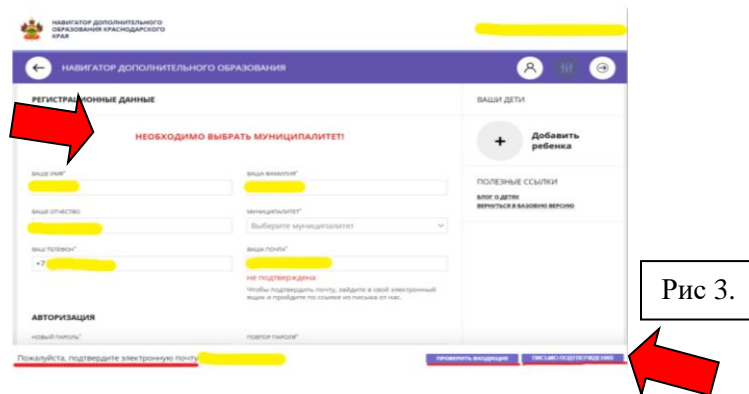 НАВИГАТОР ДОПОЛНИТЕЛЬНОГО
ОБРАЗОВАНИЯ КРАСНОДАРСКОГО
КРАЯ
НАВИГАТОР ДОПОЛНИТЕЛЬНОГО ОБРАЗОВАНИЯ
РЕГИСТРАЦИОННЫЕ ДАННЫЕ
ВАШИ ДЕТИ
НЕОБХОДИМО ВЫБРАТЬ МУНИЦИПАЛИТЕТ!
+ Добавить
ребенка
ВАШЕ ИМЯ*
ВАША ФАМИЛИЯ*
ПОЛЕЗНЫЕ ССЫЛКИ
БЛОГ О ДЕТЯХ
ВЕРНУТЬСЯ В БАЗОВУЮ ВЕРСИЮ
ВАШЕ ОТЧЕСТВО
МУНИЦИПАЛИТЕТ*
Выберите муниципалитет
ВАШ ТЕЛЕФОН*
ВАША ПОЧТА*
+7
не подтверждена
Чтобы подтвердить почту, зайдите в свой электронный
ящик и пройдите по ссылке из письма от нас.
АВТОРИЗАЦИЯ
НОВЫЙ ПАРОЛЬ*
ПОВТОР ПАРОЛЯ*
Пожалуйста, подтвердите электронную почту
ПРОВЕРИТЬ ВХОДЯЩИЕ
ПИСЬМО ПОДТВЕРЖДЕНИЯ
Рис 3.